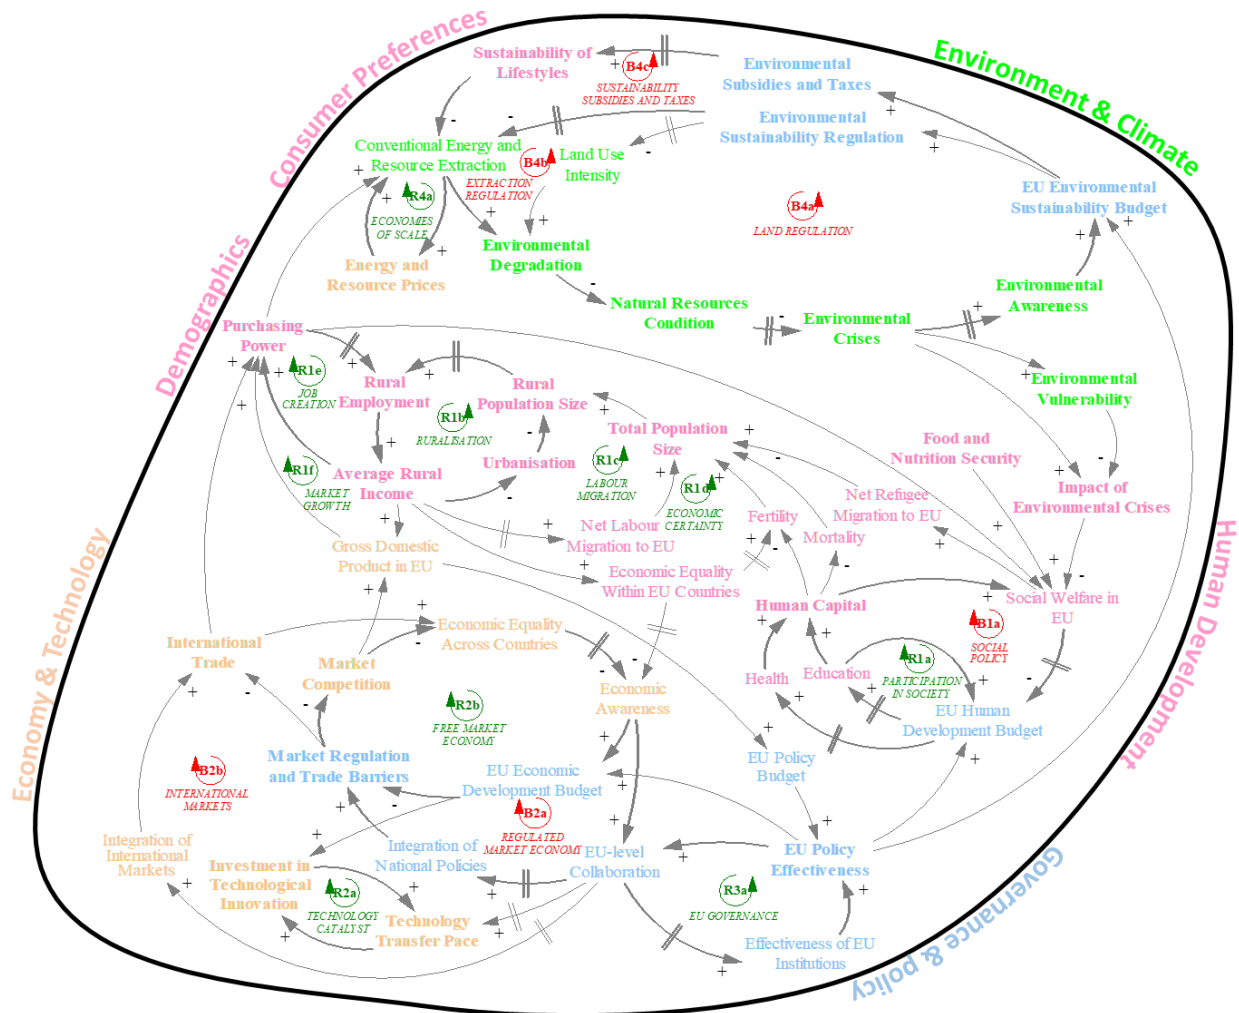 Consumer Preferences
Environment & Climate
Demographics
Economy & Technology
Human Development
Governance & policy
Sustainability of
Lifestyles
B4c
SUSTAINABILITY
SUBSIDIES AND TAXES
Environmental
Subsidies and Taxes
Environmental
Sustainability Regulation
Conventional Energy and
Resource Extraction
B4b
EXTRACTION
REGULATION
Land Use
Intensity
R4a
ECONOMIES
OF SCALE
B4a
LAND REGULATION
EU Environmental
Sustainability Budget
Energy and
Resource Prices
Environmental
Degradation
Natural Resources
Condition
Environmental
Crises
Environmental
Awareness
Purchasing
Power
R1e
JOB
CREATION
Rural
Employment
R1b
RURALISATION
Rural
Population Size
Environmental
Vulnerability
Total Population
Size
Food and
Nutrition Security
R1f
MARKET
GROWTH
Average Rural
Income
Urbanisation
R1c
LABOUR
MIGRATION
R1d
ECONOMIC
CERTAINTY
Net Refugee
Migration to EU
Impact of
Environmental Crises
Net Labour
Migration to EU
Fertility
Mortality
Gross Domestic
Product in EU
Economic Equality
Within EU Countries
Human Capital
Social Welfare in
EU
B1a
SOCIAL
POLICY
International
Trade
Market
Competition
Economic Equality
Across Countries
R1a
PARTICIPATION
IN SOCIETY
Health
Education
Economic
Awareness
EU Human
Development Budget
R2b
FREE MARKET
ECONOMY
Market Regulation
and Trade Barriers
EU Economic
Development Budget
EU Policy
Budget
B2b
INTERNATIONAL
MARKETS
B2a
REGULATED
MARKET ECONOMY
Integration of
International
Markets
Investment in
Technological
Innovation
Integration of
National Policies
EU-level
Collaboration
EU Policy
Effectiveness
R2a
TECHNOLOGY
CATALYST
Technology
Transfer Pace
R3a
EU GOVERNANCE
Effectiveness of EU
Institutions